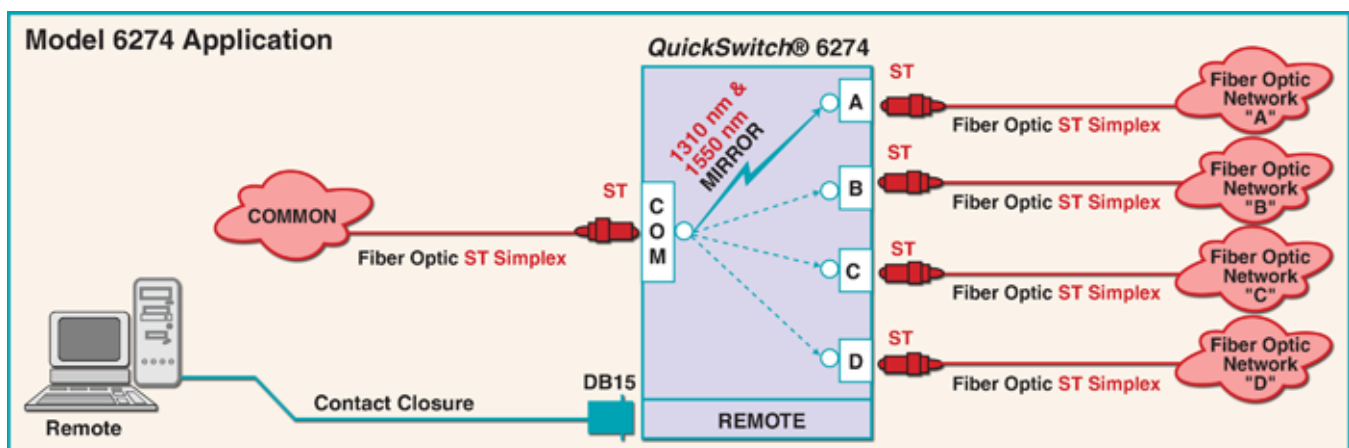 Model 6274 Application
QuickSwitch® 6274
ST
A
Fiber Optic
Network
"A"
Fiber Optic ST Simplex
1310 nm &
1550 nm
MIRROR
ST
B
Fiber Optic
Network
"B"
Fiber Optic ST Simplex
COMMON
ST
Fiber Optic ST Simplex
C
O
M
ST
C
Fiber Optic
Network
"C"
Fiber Optic ST Simplex
ST
D
Fiber Optic
Network
"D"
Fiber Optic ST Simplex
Remote
Contact Closure
DB15
REMOTE